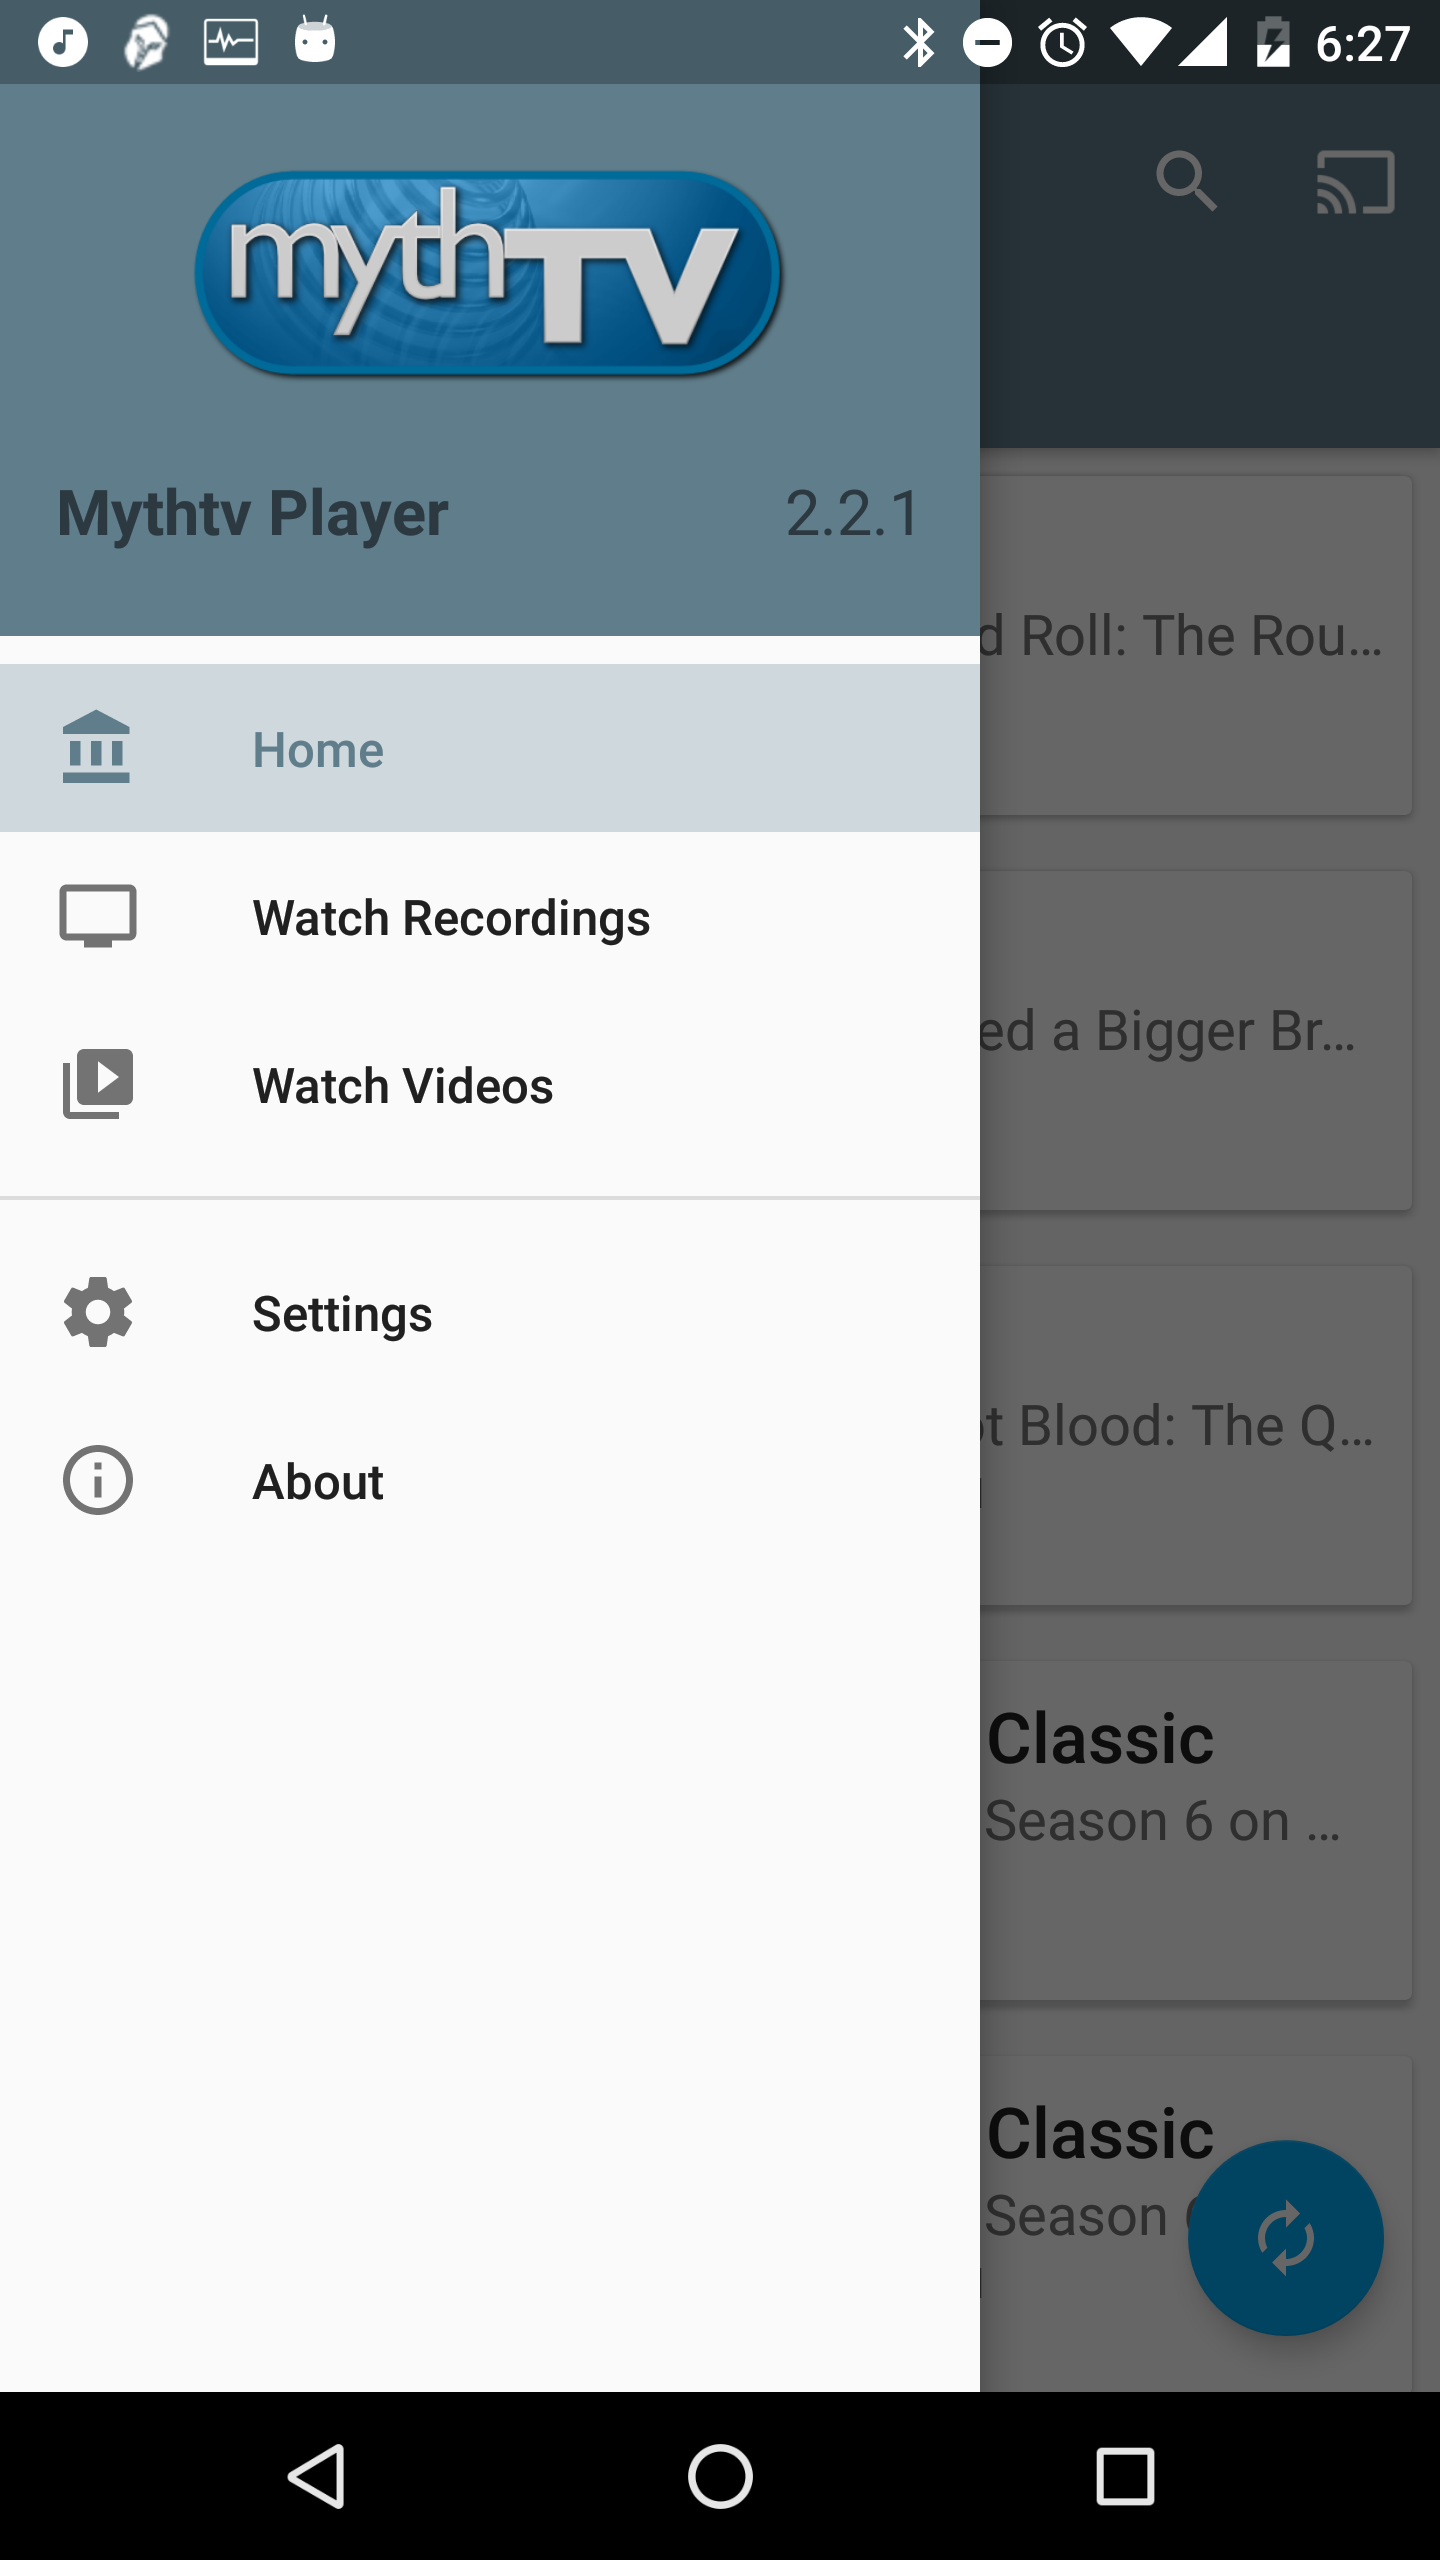 6:27
mythTV
Mythtv Player 2.2.1
d Roll: The Rou...
Home
Watch Recordings
ed a Bigger Br...
Watch Videos
Settings
t Blood: The Q...
About
Classic
Season 6 on ...
Classic
Season